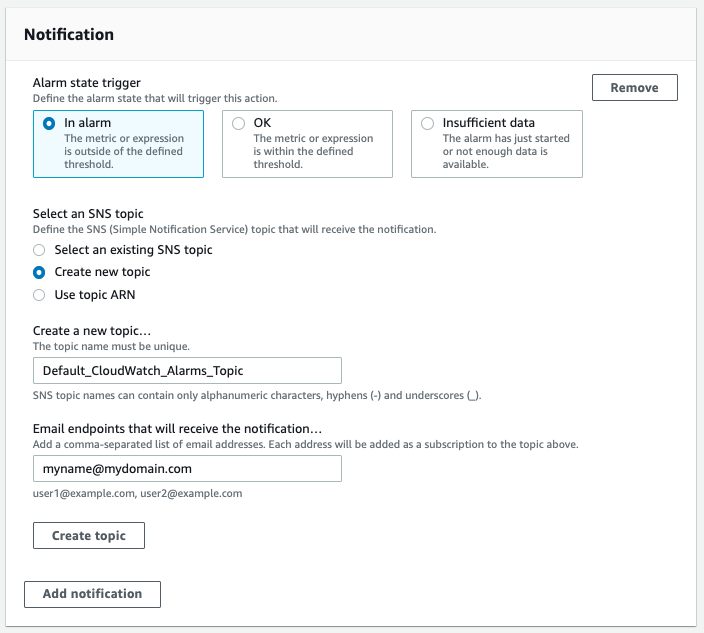 Notification
Alarm state trigger
Define the alarm state that will trigger this action.
Remove
In alarm
The metric or expression
is outside of the defined
threshold.
OK
The metric or expression
is within the defined
threshold.
Insufficient data
The alarm has just started
or not enough data is
available.
Select an SNS topic
Define the SNS (Simple Notification Service) topic that will receive the notification.
Select an existing SNS topic
Create new topic
Use topic ARN
Create a new topic…
The topic name must be unique.
Default_CloudWatch_Alarms_Topic
SNS topic names can contain only alphanumeric characters, hyphens (-) and underscores (_).
Email endpoints that will receive the notification…
Add a comma-separated list of email addresses. Each address will be added as a subscription to the topic above.
myname@mydomain.com
user1@example.com, user2@example.com
Create topic
Add notification